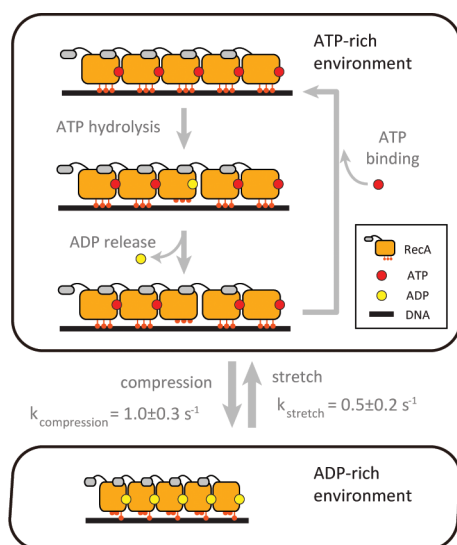 ATP-rich
environment
ATP hydrolysis
ATP
binding
ADP release
RecA
ATP
ADP
DNA
compression
k compression = 1.0±0.3 s-1
stretch
k stretch = 0.5±0.2 s-1
ADP-rich
environment